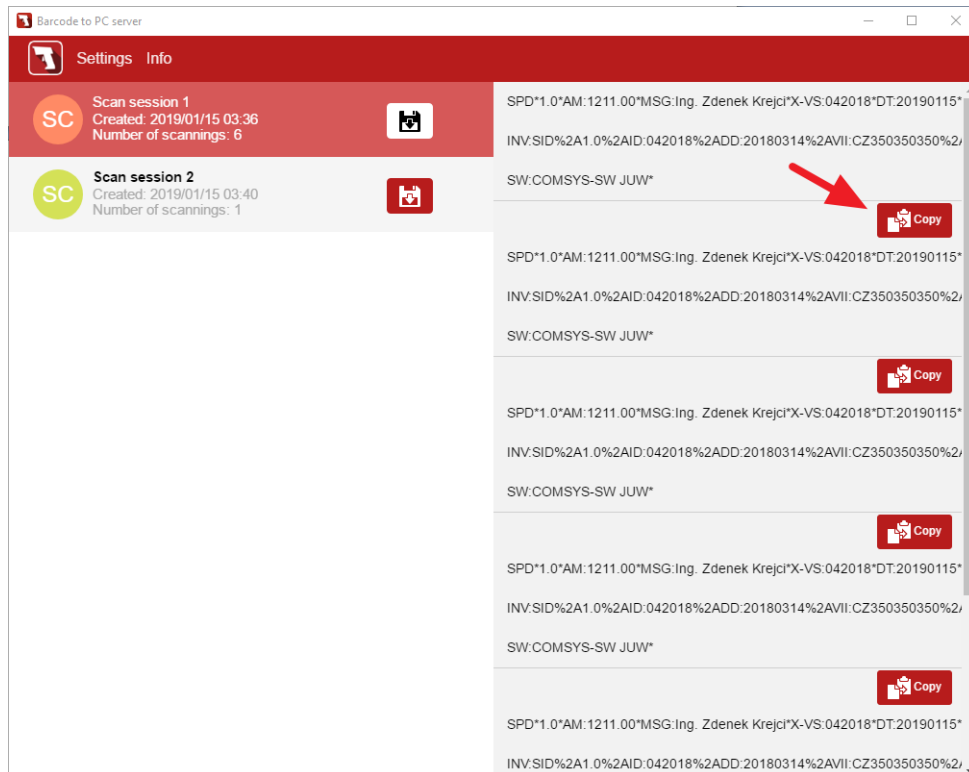 Barcode to PC server
Settings Info
SC
Scan session 1
Created: 2019/01/15 03:36
Number of scannings: 6
SC
Scan session 2
Created: 2019/01/15 03:40
Number of scannings: 1
SPD*1.0*AM:1211.00*MSG:Ing. Zdenek Krejci*X-VS:042018*DT:20190115*
INV:SID%2A1.0%2AID:042018%2ADD:20180314%2AVII:CZ350350350%2A
SW:COMSYS-SW JUW*
Copy
SPD*1.0*AM:1211.00*MSG:Ing. Zdenek Krejci*X-VS:042018*DT:20190115*
INV:SID%2A1.0%2AID:042018%2ADD:20180314%2AVII:CZ350350350%2A
SW:COMSYS-SW JUW*
Copy
SPD*1.0*AM:1211.00*MSG:Ing. Zdenek Krejci*X-VS:042018*DT:20190115*
INV:SID%2A1.0%2AID:042018%2ADD:20180314%2AVII:CZ350350350%2A
SW:COMSYS-SW JUW*
Copy
SPD*1.0*AM:1211.00*MSG:Ing. Zdenek Krejci*X-VS:042018*DT:20190115*
INV:SID%2A1.0%2AID:042018%2ADD:20180314%2AVII:CZ350350350%2A
SW:COMSYS-SW JUW*
Copy
SPD*1.0*AM:1211.00*MSG:Ing. Zdenek Krejci*X-VS:042018*DT:20190115*
INV:SID%2A1.0%2AID:042018%2ADD:20180314%2AVII:CZ350350350%2A